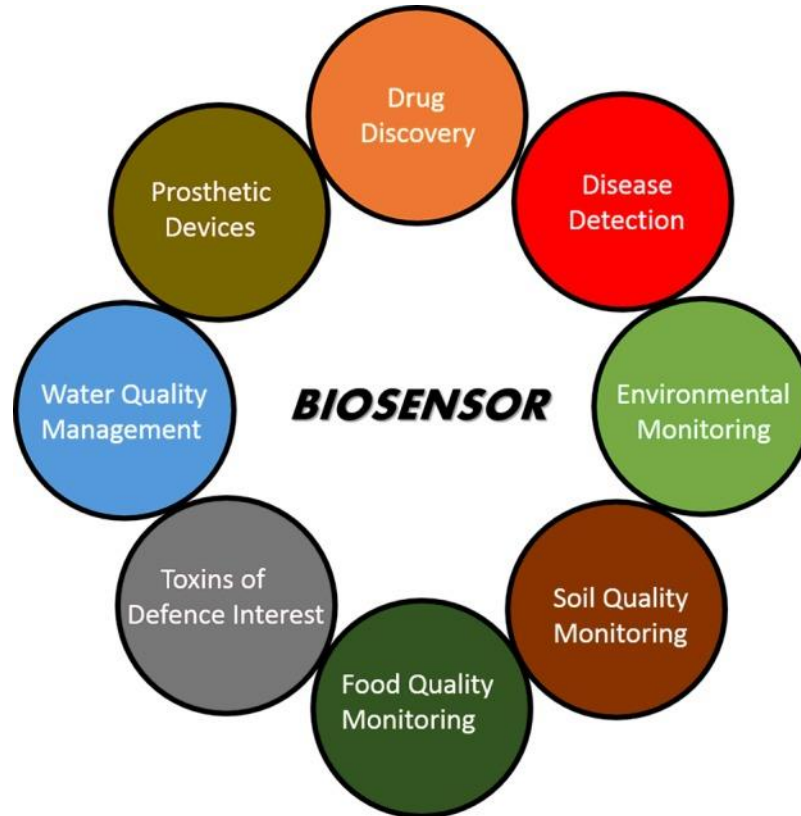 Drug
Discovery
Disease
Detection
Environmental
Monitoring
Soil Quality
Monitoring
Food Quality
Monitoring
Toxins of
Defence Interest
Water Quality
Management
Prosthetic
Devices
BIOSENSOR